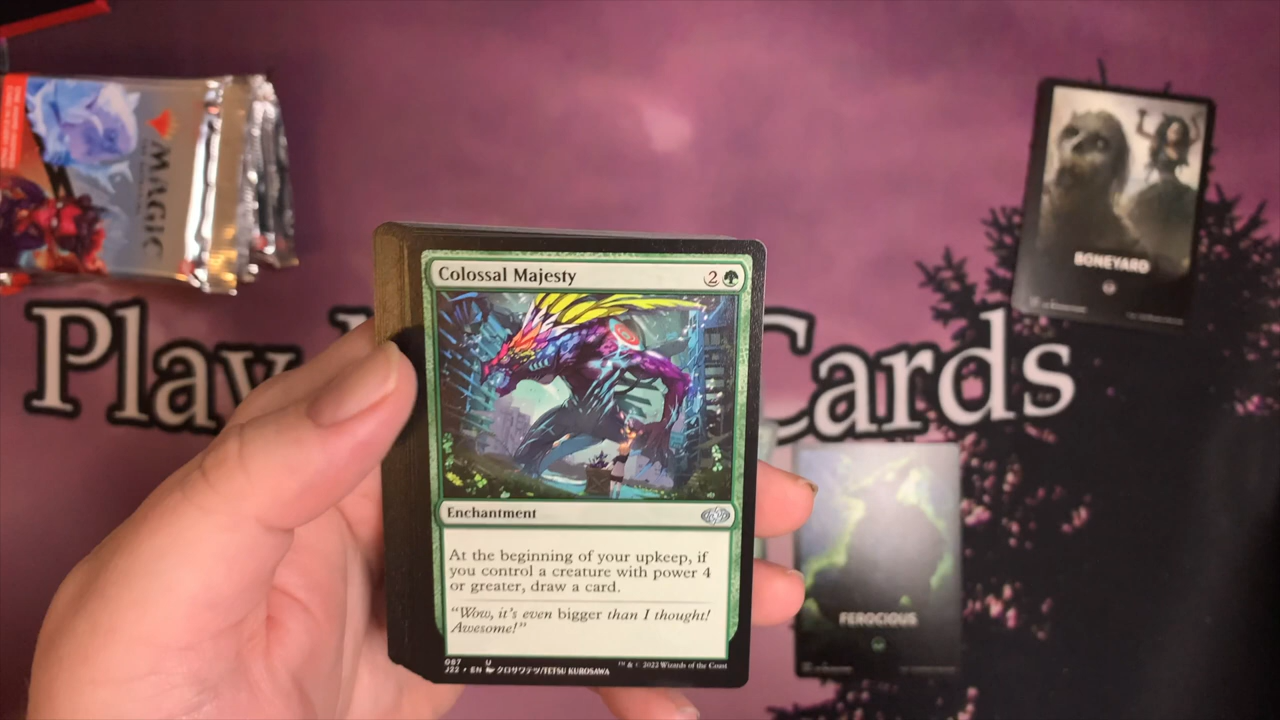 MAGIC
BONEYARD
Play
Cards
Colossal Majesty
2
Enchantment
At the beginning of your upkeep, if
you control a creature with power 4
or greater, draw a card.
"Wow, it's even bigger than I thought!
Awesome!"
067 U
J22 • EN クロサワテツ/TETSU KUROSAWA
™ & © 2022 Wizards of the Coast
FEROCIOUS